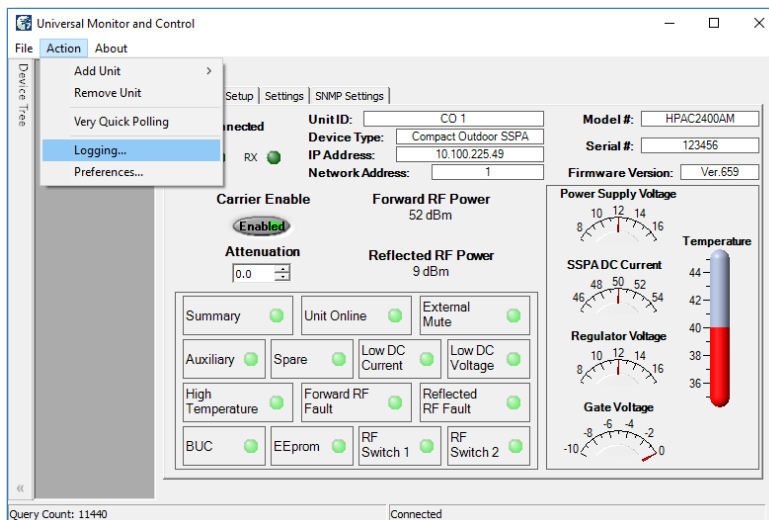 Universal Monitor and Control
File Action About
Device Tree
Add Unit >
Remove Unit
Very Quick Polling
Logging...
Preferences...
Setup Settings SNMP Settings
RX
Unit ID: CO 1
Device Type: Compact Outdoor SSPA
IP Address: 10.100.225.49
Network Address: 1
Model #: HPAC2400AM
Serial #: 123456
Firmware Version: Ver.659
Carrier Enable
Enabled
Attenuation
0.0
Forward RF Power
52 dBm
Reflected RF Power
9 dBm
Summary
Unit Online
External
Mute
Auxiliary
Spare
Low DC
Current
Low DC
Voltage
High
Temperature
Forward RF
Fault
Reflected
RF Fault
BUC
EEprom
RF
Switch 1
RF
Switch 2
Power Supply Voltage
8 10 12 14 16
SSPA DC Current
46 48 50 52 54
Regulator Voltage
8 10 12 14 16
Gate Voltage
-10 -8 -6 -4 -2 0
Temperature
44
42
40
38
36
«
Query Count: 11440
Connected